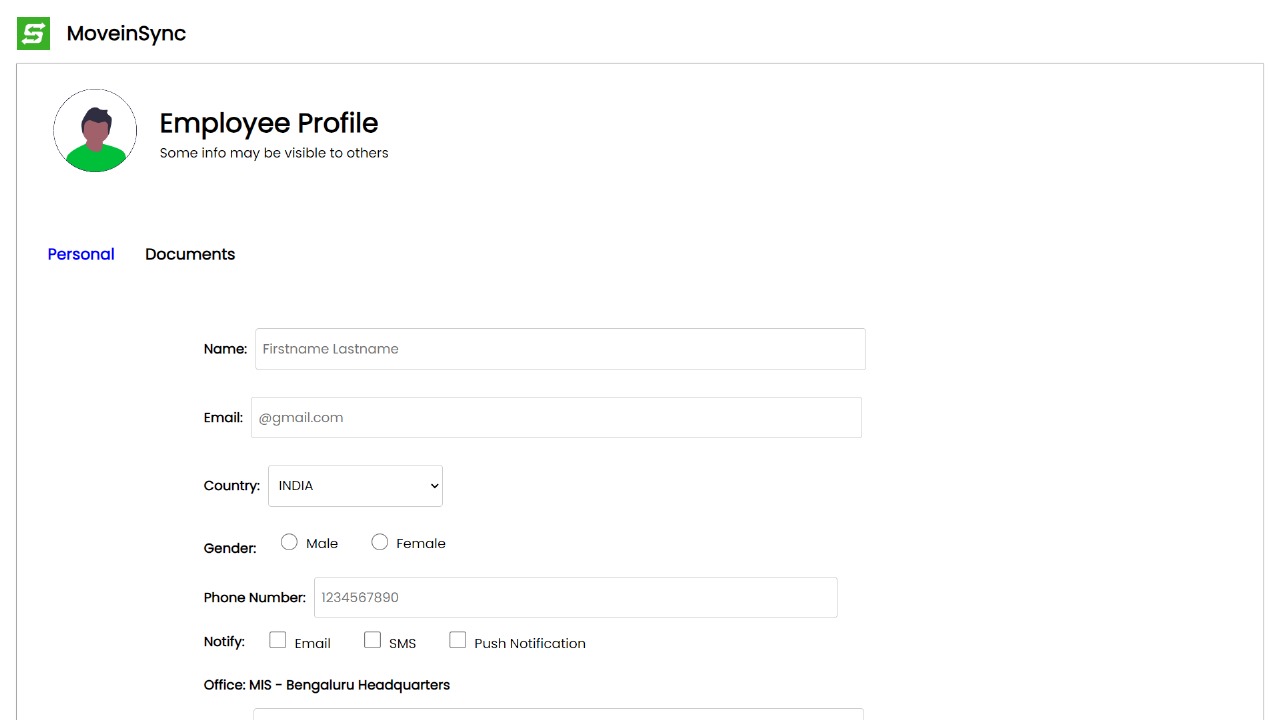 MoveinSync
Employee Profile
Some info may be visible to others
Personal Documents
Name: Firstname Lastname
Email: @gmail.com
Country: INDIA
Gender: Male Female
Phone Number: 1234567890
Notify: Email SMS Push Notification
Office: MIS - Bengaluru Headquarters